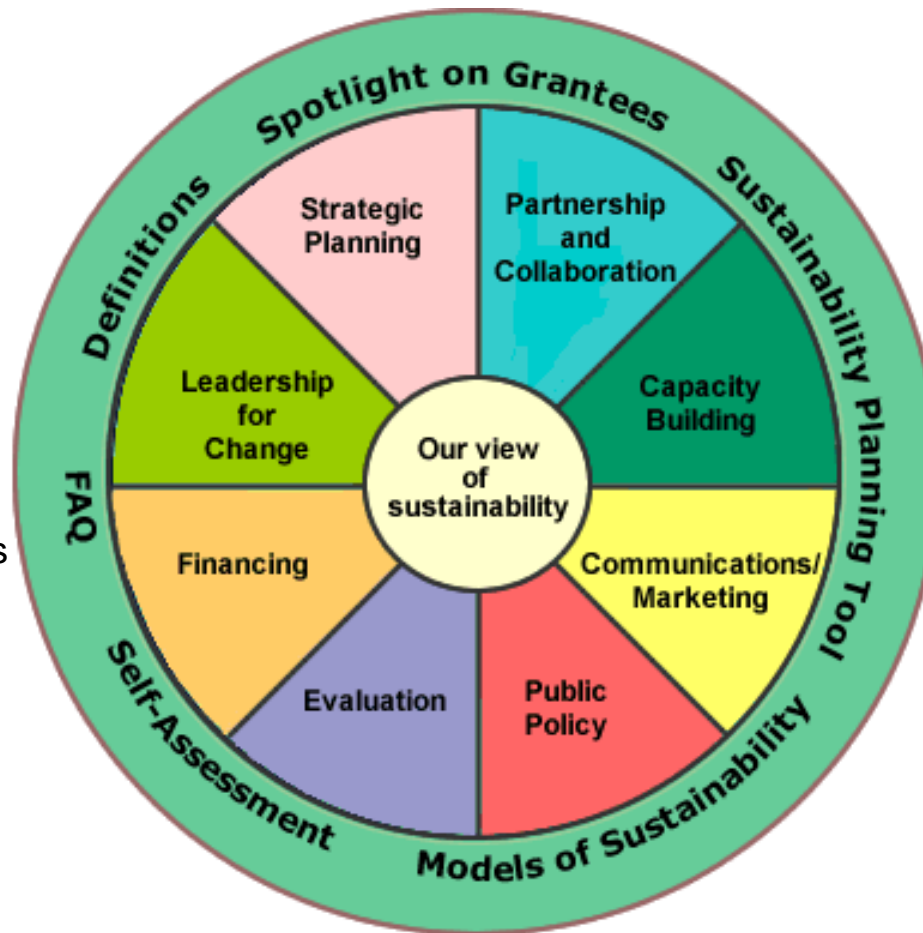 Spotlight on Grantees
Sustainability Planning Tool
Models of Sustainability
Self-Assessment
FAQ
Definitions
Strategic
Planning
Partnership
and
Collaboration
Capacity
Building
Communications/
Marketing
Public
Policy
Evaluation
Financing
Leadership
for
Change
Our view
of
sustainability
s